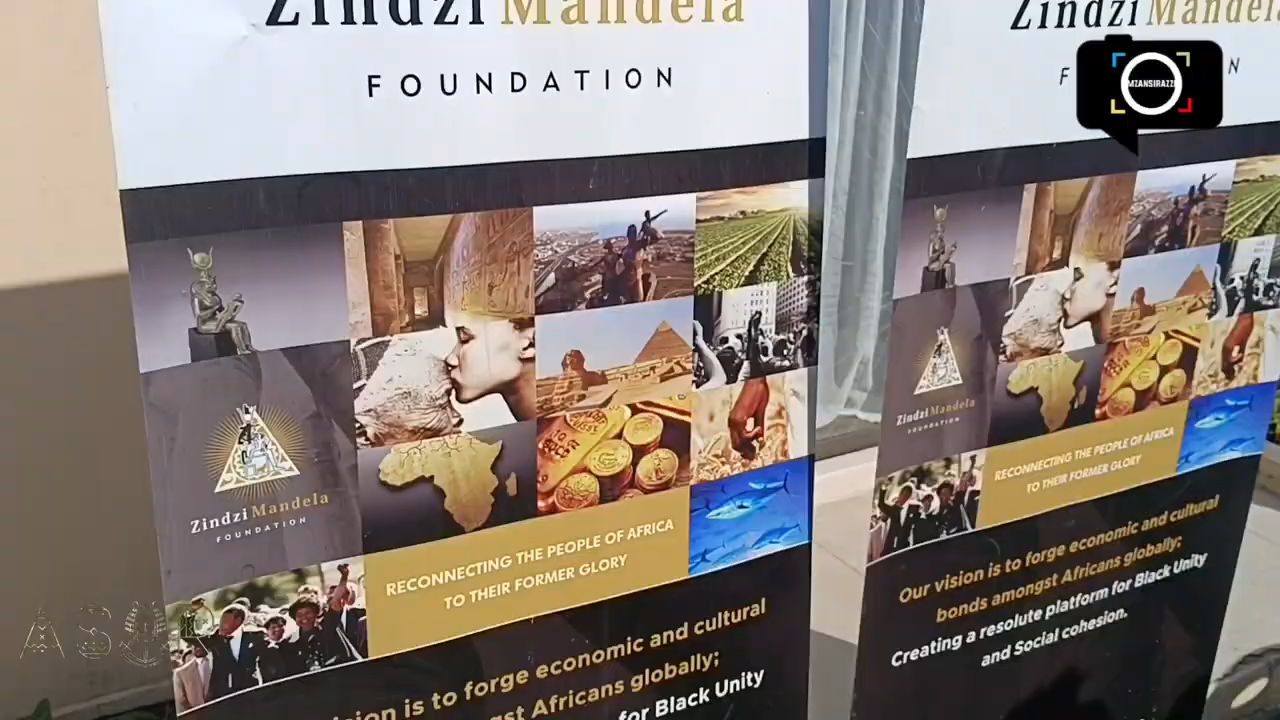 Zindzi Mandela
FOUNDATION
Zindzi Mandela
FOUNDATION
RECONNECTING THE PEOPLE OF AFRICA
TO THEIR FORMER GLORY
is to forge economic and cultural
Africans globally;
for Black Unity
Zindzi Mandela
F N
MZANSIRAZZI
Zindzi Mandela
FOUNDATION
RECONNECTING THE PEOPLE OF AFRICA
TO THEIR FORMER GLORY
Our vision is to forge economic and cultural
bonds amongst Africans globally;
Creating a resolute platform for Black Unity
and Social cohesion.